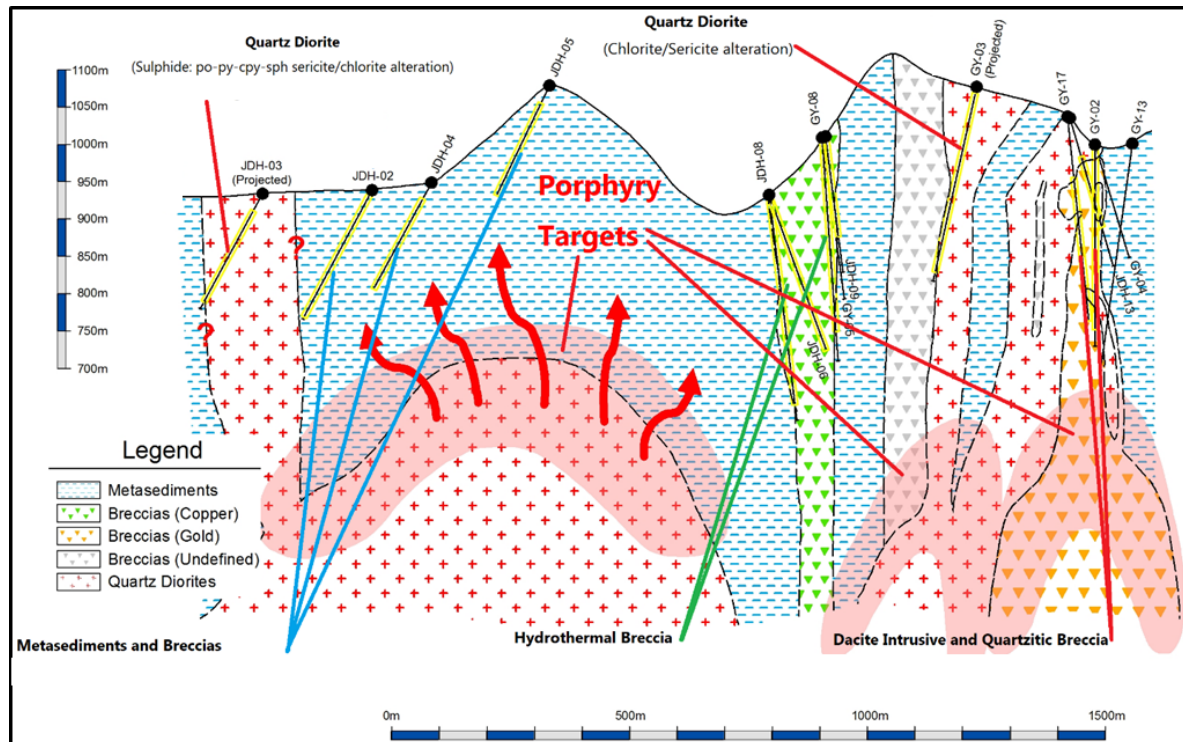 Quartz Diorite
(Sulphide: po-py-cpy-sph sericite/chlorite alteration)
Quartz Diorite
(Chlorite/Sericite alteration)
1100m
1050m
1000m
950m
900m
850m
800m
750m
700m
JDH-03
(Projected)
JDH-02
JDH-04
JDH-05
JDH-08
GY-08
GY-03
(Projected)
GY-17
GY-02
GY-13
Porphyry
Targets
?
?
JDH-09
GY-05
JDH-06
GY-04
JDH-13
Legend
Metasediments
Breccias (Copper)
Breccias (Gold)
Breccias (Undefined)
Quartz Diorites
Metasediments and Breccias
Hydrothermal Breccia
Dacite Intrusive and Quartzitic Breccia
0m
500m
1000m
1500m